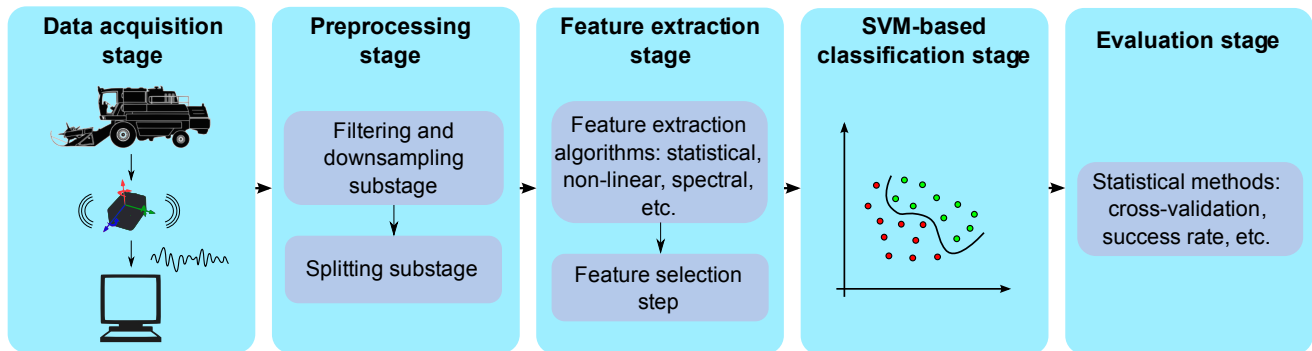 Data acquisition
stage
Preprocessing
stage
Filtering and
downsampling
substage
Splitting substage
Feature extraction
stage
Feature extraction
algorithms: statistical,
non-linear, spectral,
etc.
Feature selection
step
SVM-based
classification stage
Evaluation stage
Statistical methods:
cross-validation,
success rate, etc.